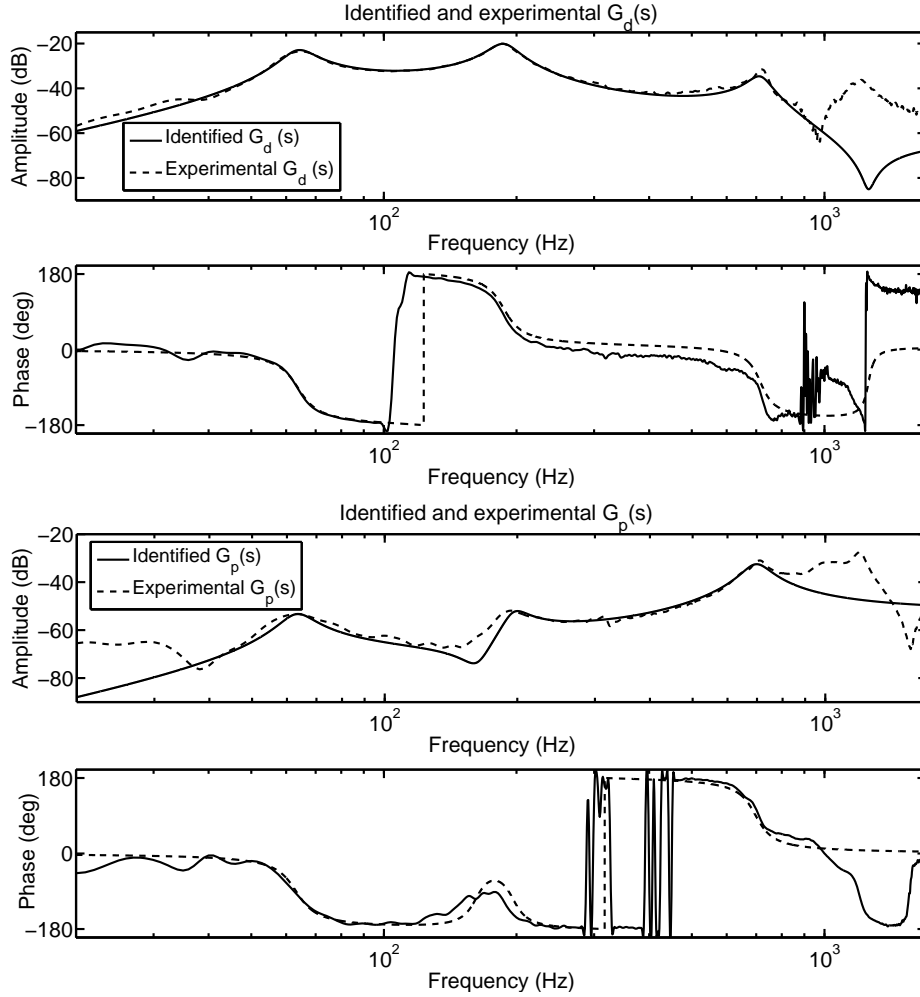 Identified and experimental G_d(s)
−20
−40
−60
−80
Amplitude (dB)
Identified G_d (s)
Experimental G_d (s)
10^2
10^3
Frequency (Hz)
180
0
−180
Phase (deg)
10^2
10^3
Frequency (Hz)
Identified and experimental G_p(s)
−20
−40
−60
−80
Amplitude (dB)
Identified G_p(s)
Experimental G_p(s)
10^2
10^3
Frequency (Hz)
180
0
−180
Phase (deg)
10^2
10^3
Frequency (Hz)